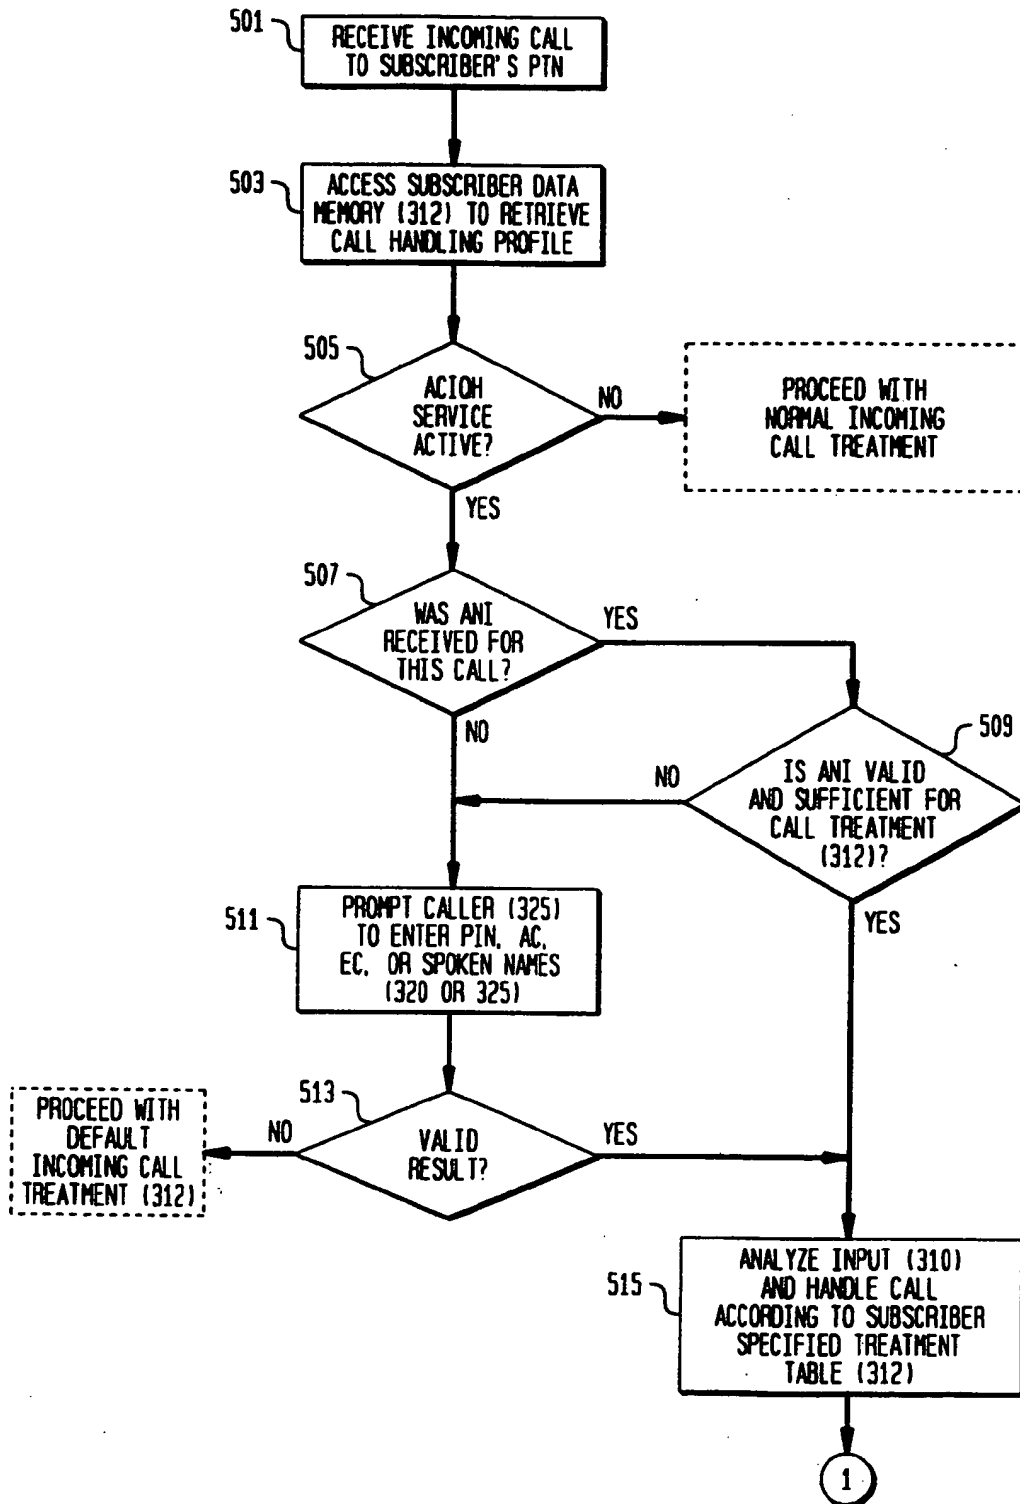 501
RECEIVE INCOMING CALL
TO SUBSCRIBER'S PTN
503
ACCESS SUBSCRIBER DATA
MEMORY (312) TO RETRIEVE
CALL HANDLING PROFILE
505
ACIOH
SERVICE
ACTIVE?
NO
PROCEED WITH
NORMAL INCOMING
CALL TREATMENT
YES
507
WAS ANI
RECEIVED FOR
THIS CALL?
YES
NO
509
IS ANI VALID
AND SUFFICIENT FOR
CALL TREATMENT
(312)?
NO
YES
511
PROMPT CALLER (325)
TO ENTER PIN, AC,
EC, OR SPOKEN NAMES
(320 OR 325)
513
VALID
RESULT?
NO
YES
PROCEED WITH
DEFAULT
INCOMING CALL
TREATMENT (312)
515
ANALYZE INPUT (310)
AND HANDLE CALL
ACCORDING TO SUBSCRIBER
SPECIFIED TREATMENT
TABLE (312)
1